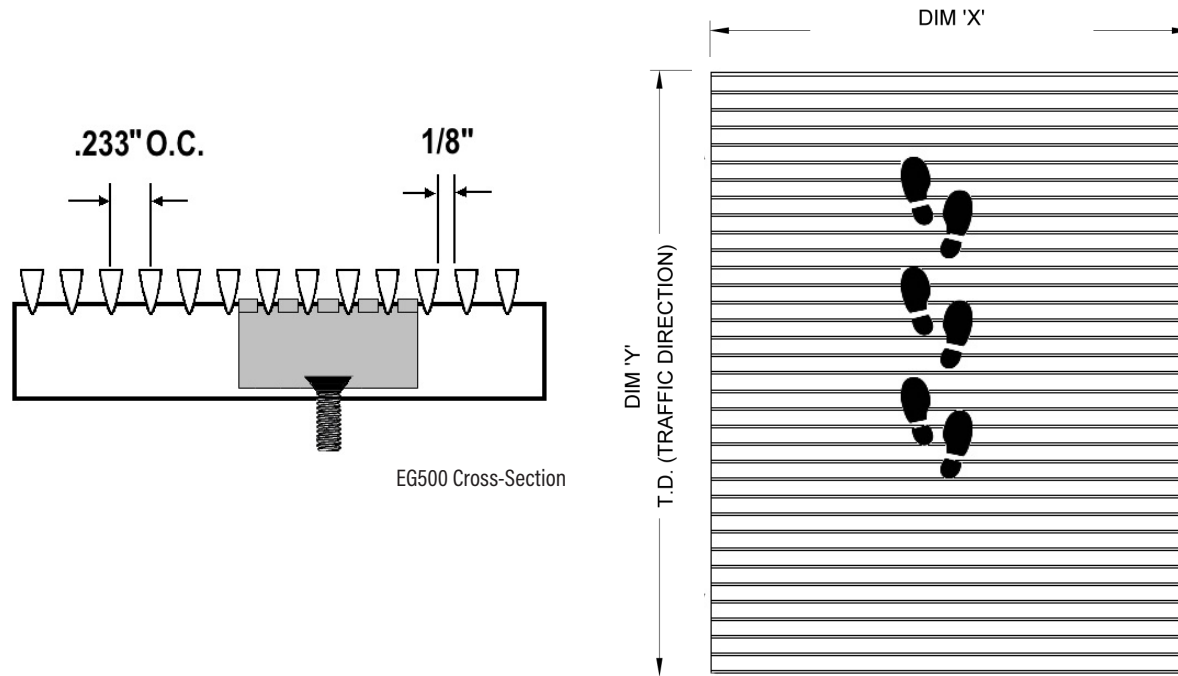 .233" O.C.
1/8"
EG500 Cross-Section
DIM 'X'
DIM 'Y'
T.D. (TRAFFIC DIRECTION)